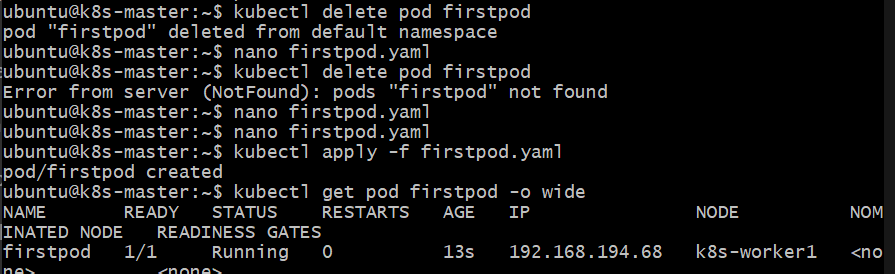 ubuntu@k8s-master:~$ kubectl delete pod firstpod
pod "firstpod" deleted from default namespace
ubuntu@k8s-master:~$ nano firstpod.yaml
ubuntu@k8s-master:~$ kubectl delete pod firstpod
Error from server (NotFound): pods "firstpod" not found
ubuntu@k8s-master:~$ nano firstpod.yaml
ubuntu@k8s-master:~$ nano firstpod.yaml
ubuntu@k8s-master:~$ kubectl apply -f firstpod.yaml
pod/firstpod created
ubuntu@k8s-master:~$ kubectl get pod firstpod -o wide
NAME       READY   STATUS    RESTARTS   AGE   IP               NODE          NOM
INATED NODE   READINESS GATES
firstpod   1/1     Running   0          13s   192.168.194.68   k8s-worker1   <no
ne>           <none>